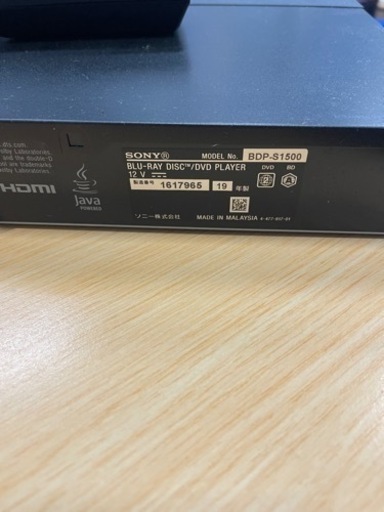 SONY® MODEL No. BDP-S1500
BLU-RAY DISC™/DVD PLAYER DVD BD
12 V 2 A
製造番号 1617965 19 年製
ソニー株式会社 MADE IN MALAYSIA
HDMI
Java
POWERED